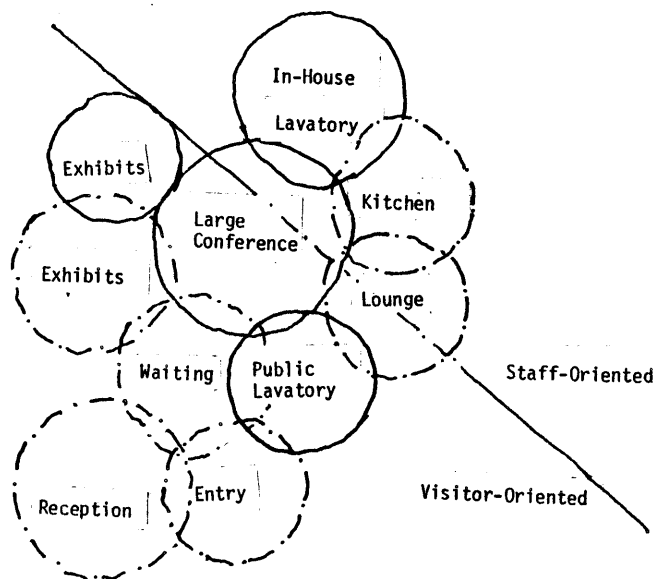 In-House
Lavatory
Exhibits
Kitchen
Large
Conference
Exhibits
Lounge
Waiting
Public
Lavatory
Staff-Oriented
Entry
Visitor-Oriented
Reception